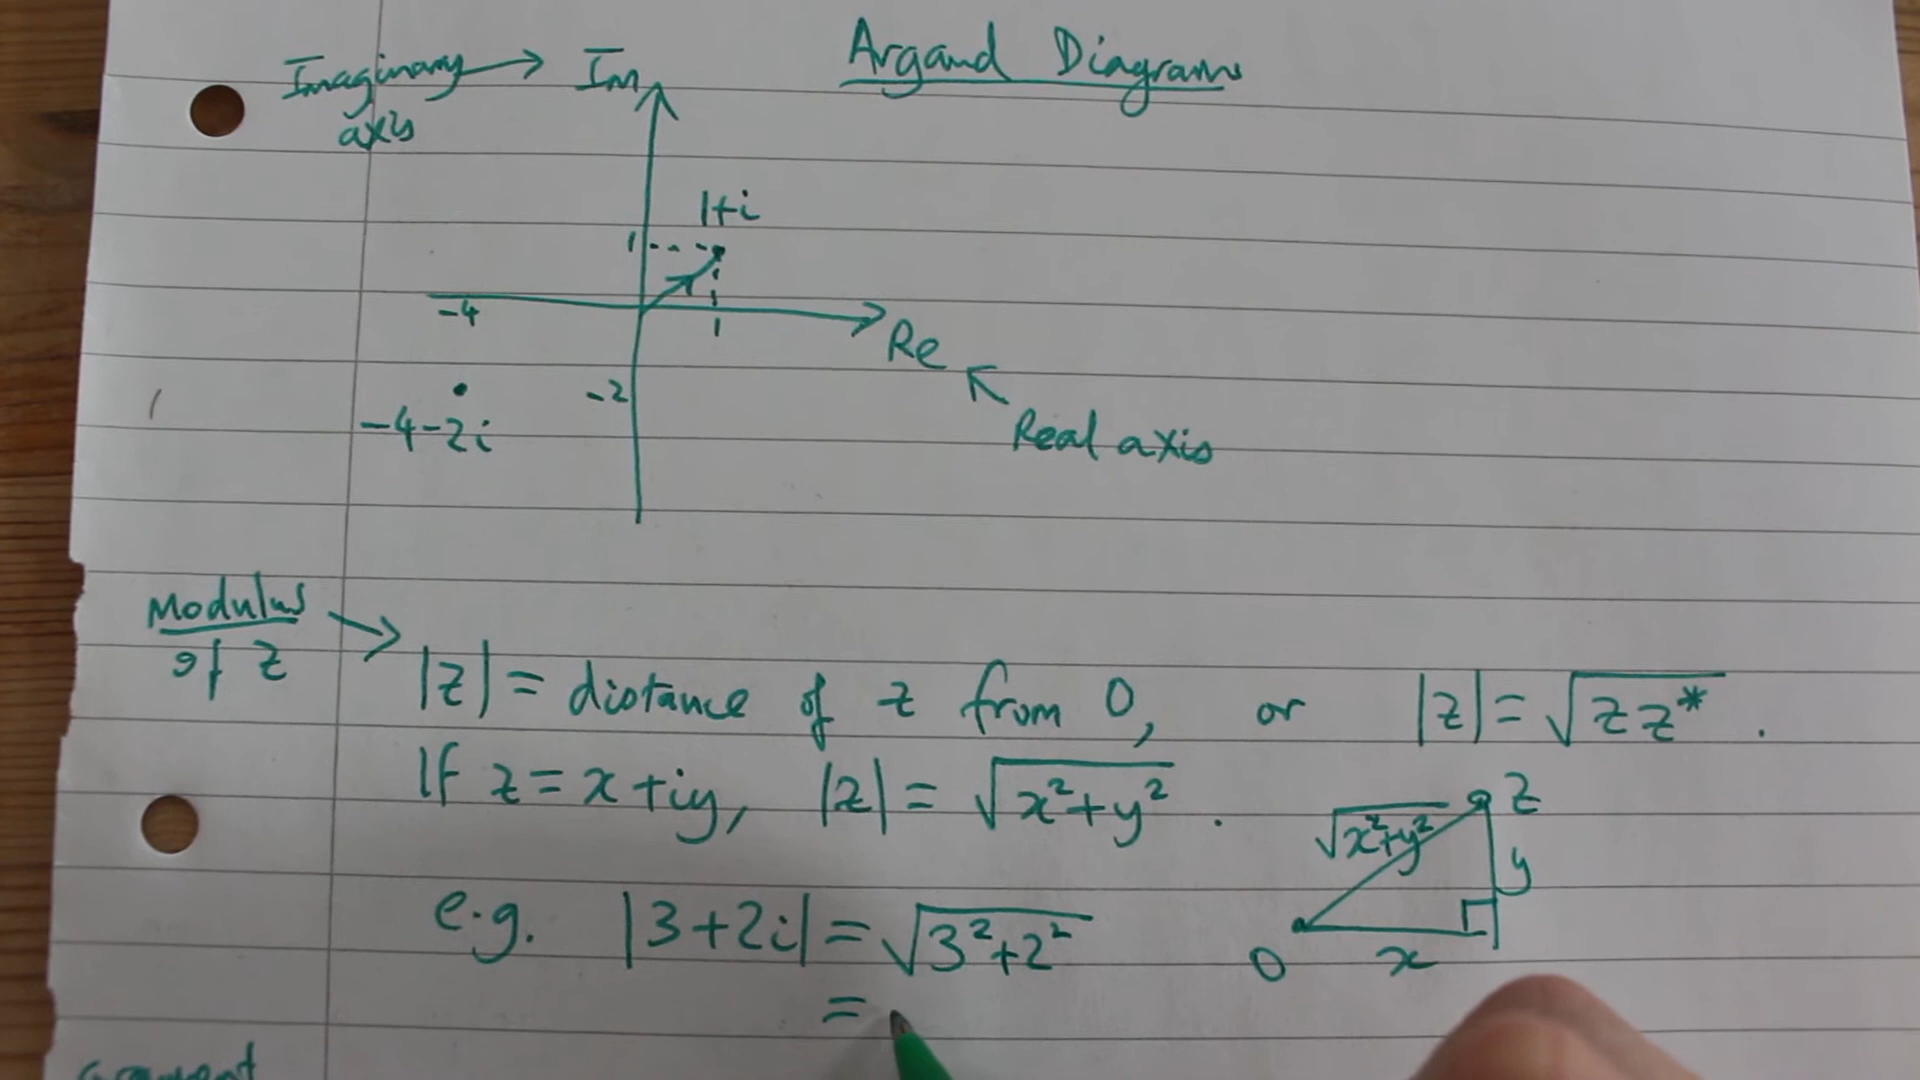 Argand Diagrams
Imaginary → Im
axis
1+i
1
-4
1
Re
-2
-4-2i
Real axis
Modulus
of z
|z| = distance of z from 0, or |z| = √zz* .
If z = x+iy, |z| = √x²+y² .
√x²+y²
z
y
0
x
e.g. |3+2i| = √3²+2²
=